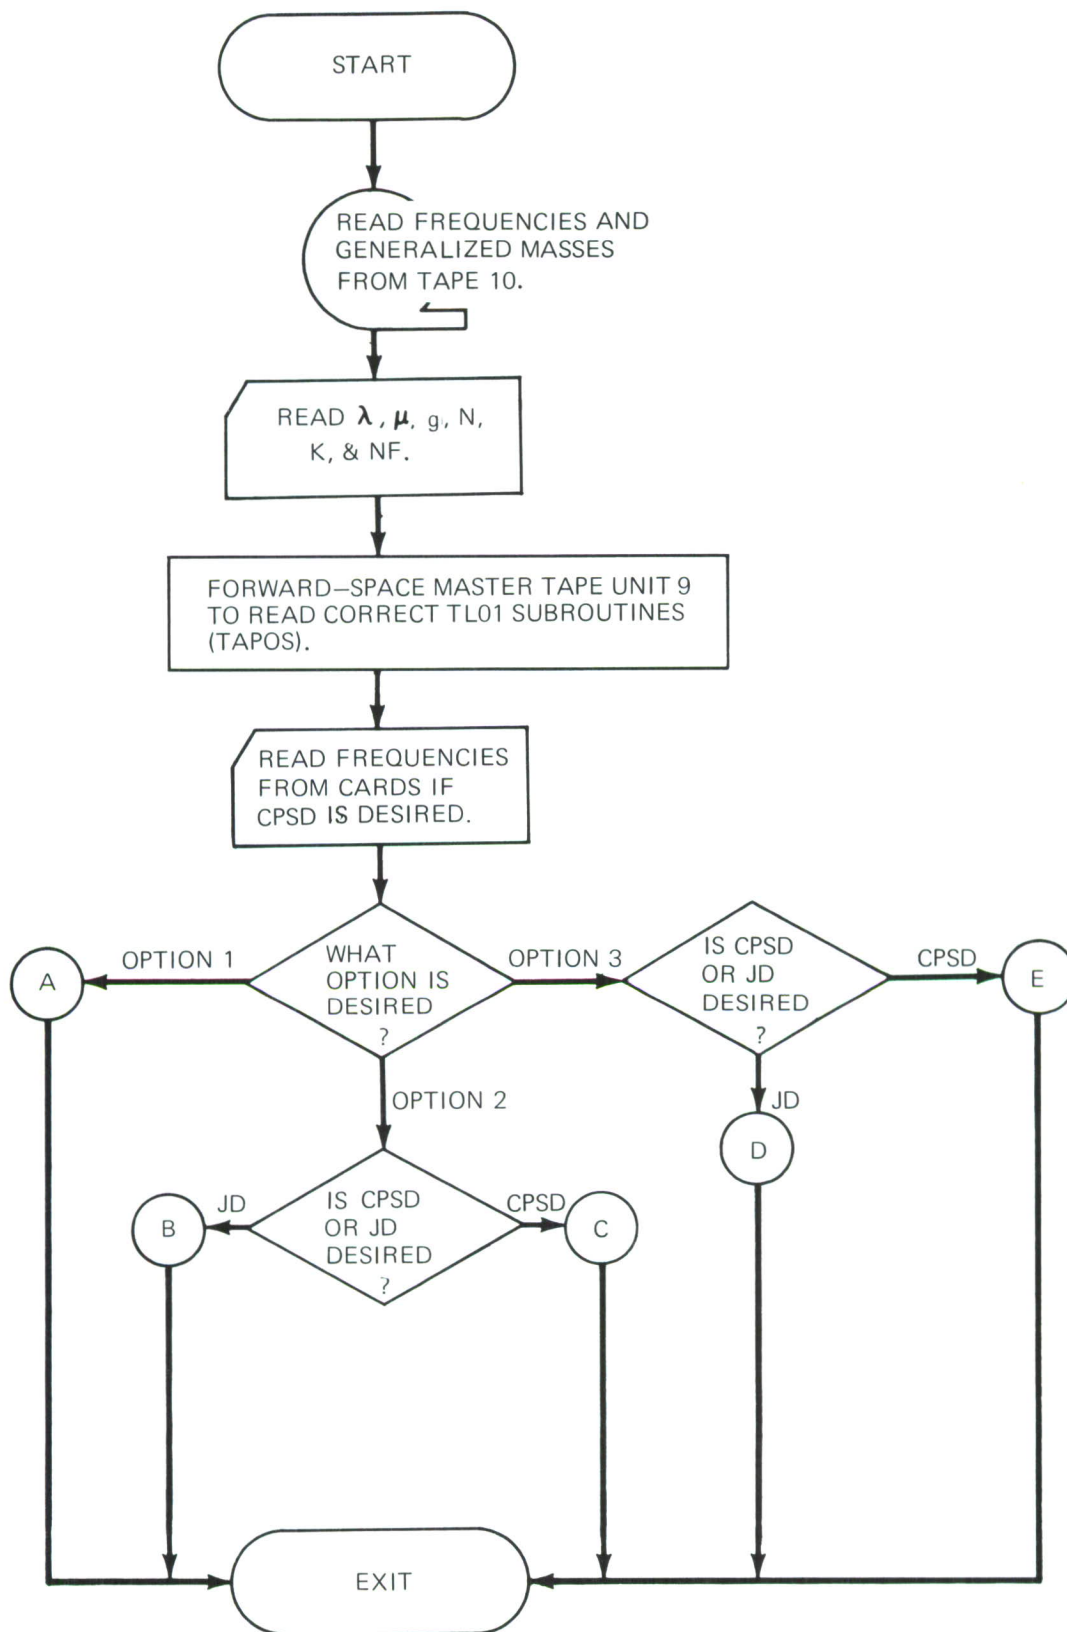 START
READ FREQUENCIES AND
GENERALIZED MASSES
FROM TAPE 10.
READ λ, μ, g, N,
K, & NF.
FORWARD–SPACE MASTER TAPE UNIT 9
TO READ CORRECT TL01 SUBROUTINES
(TAPOS).
READ FREQUENCIES
FROM CARDS IF
CPSD IS DESIRED.
A
OPTION 1
WHAT
OPTION IS
DESIRED
?
OPTION 3
IS CPSD
OR JD
DESIRED
?
CPSD
E
OPTION 2
JD
D
B
JD
IS CPSD
OR JD
DESIRED
?
CPSD
C
EXIT